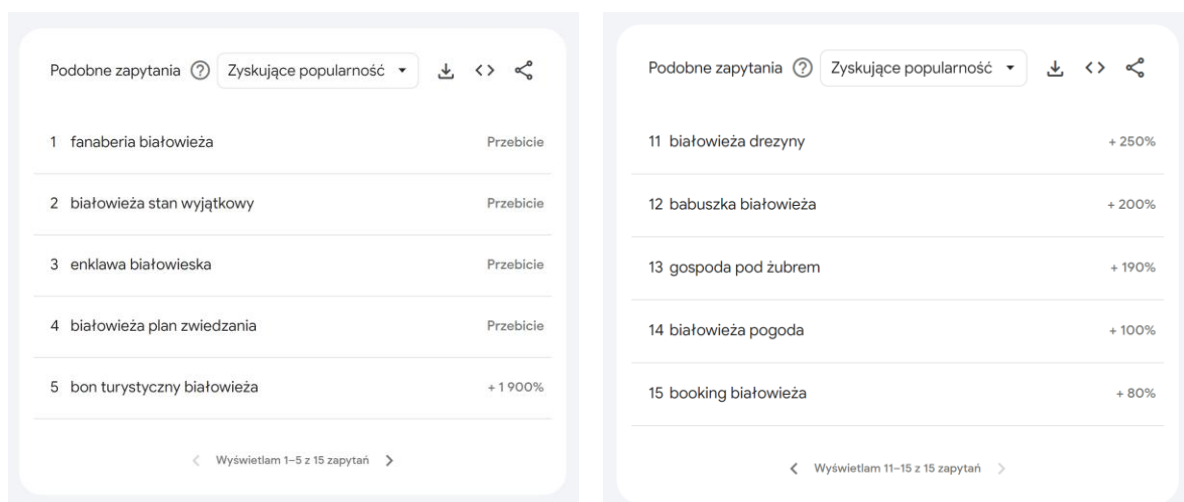 Podobne zapytania ? Zyskujące popularność
1 fanaberia białowieża Przebicie
2 białowieża stan wyjątkowy Przebicie
3 enklawa białowieska Przebicie
4 białowieża plan zwiedzania Przebicie
5 bon turystyczny białowieża + 1 900%
Wyświetlam 1–5 z 15 zapytań
Podobne zapytania ? Zyskujące popularność
11 białowieża drezyny + 250%
12 babuszka białowieża + 200%
13 gospoda pod żubrem + 190%
14 białowieża pogoda + 100%
15 booking białowieża + 80%
Wyświetlam 11–15 z 15 zapytań